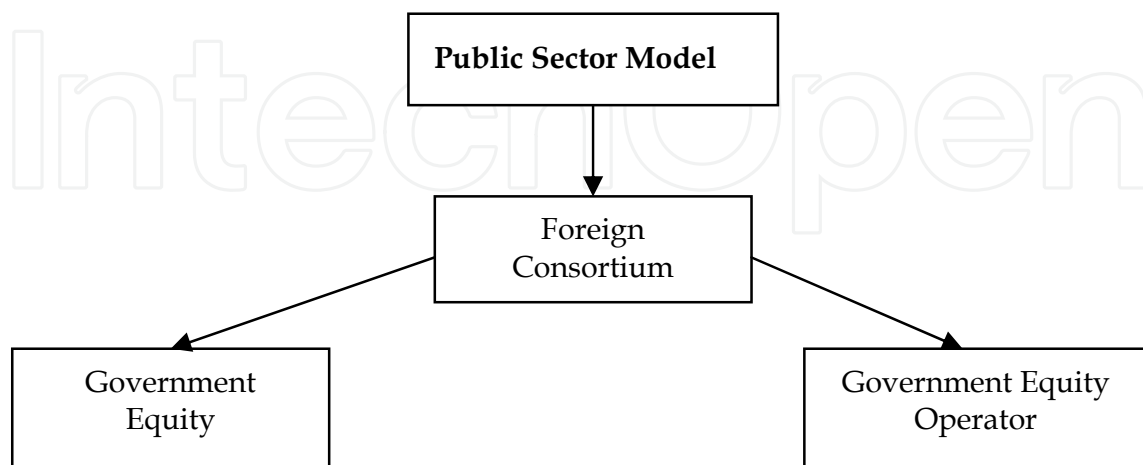 IntechOpen
Public Sector Model
Foreign
Consortium
Government
Equity
Government Equity
Operator